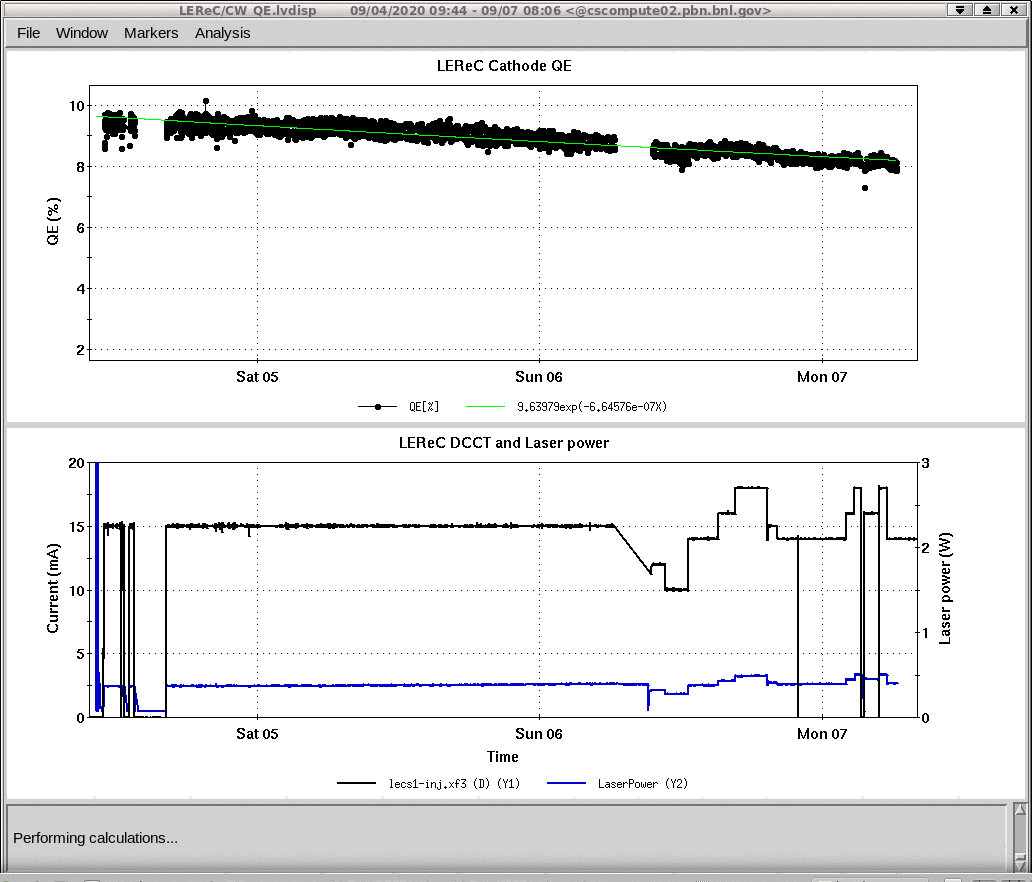 LEReC/CW_QE.lvdisp 09/04/2020 09:44 - 09/07 08:06 <@cscompute02.pbn.bnl.gov>
File Window Markers Analysis
LEReC Cathode QE
10
8
6
4
2
QE (%)
Sat 05 Sun 06 Mon 07
QE[%] 9.63979exp(-6.64576e-07X)
LEReC DCCT and Laser power
20
15
10
5
0
Current (mA)
3
2
1
0
Laser power (W)
Sat 05 Sun 06 Mon 07
Time
lecs1-inj.xf3 (D) (Y1) LaserPower (Y2)
Performing calculations...